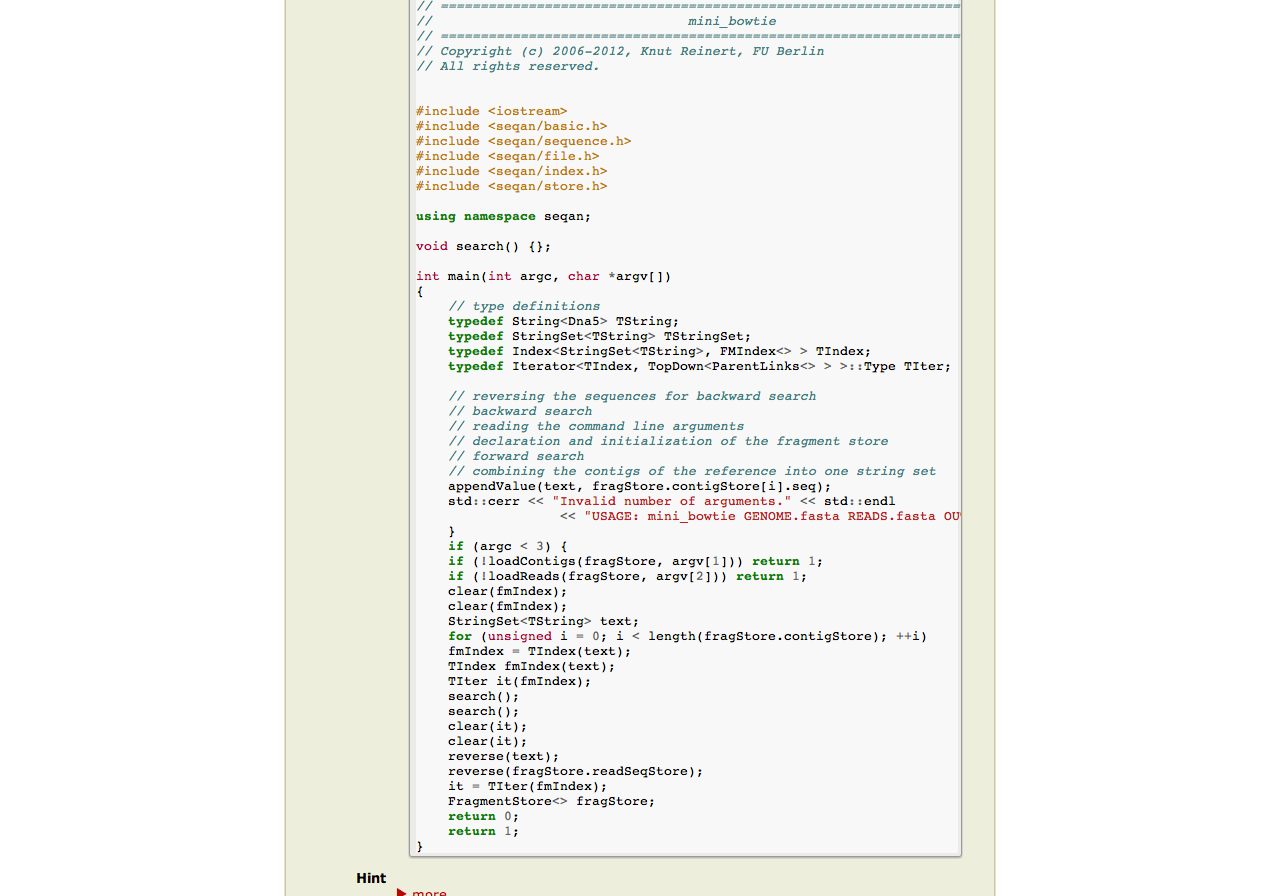 // =================================================================
// mini_bowtie
// =================================================================
// Copyright (c) 2006-2012, Knut Reinert, FU Berlin
// All rights reserved.
#include <iostream>
#include <seqan/basic.h>
#include <seqan/sequence.h>
#include <seqan/file.h>
#include <seqan/index.h>
#include <seqan/store.h>
using namespace seqan;
void search() {};
int main(int argc, char *argv[])
{
// type definitions
typedef String<Dna5> TString;
typedef StringSet<TString> TStringSet;
typedef Index<StringSet<TString>, FMIndex<> > TIndex;
typedef Iterator<TIndex, TopDown<ParentLinks<> > >::Type TIter;
// reversing the sequences for backward search
// backward search
// reading the command line arguments
// declaration and initialization of the fragment store
// forward search
// combining the contigs of the reference into one string set
appendValue(text, fragStore.contigStore[i].seq);
std::cerr << "Invalid number of arguments." << std::endl
<< "USAGE: mini_bowtie GENOME.fasta READS.fasta
}
if (argc < 3) {
if (!loadContigs(fragStore, argv[1])) return 1;
if (!loadReads(fragStore, argv[2])) return 1;
clear(fmIndex);
clear(fmIndex);
StringSet<TString> text;
for (unsigned i = 0; i < length(fragStore.contigStore); ++i)
fmIndex = TIndex(text);
TIndex fmIndex(text);
TIter it(fmIndex);
search();
search();
clear(it);
clear(it);
reverse(text);
reverse(fragStore.readSeqStore);
it = TIter(fmIndex);
FragmentStore<> fragStore;
return 0;
return 1;
}
Hint
more